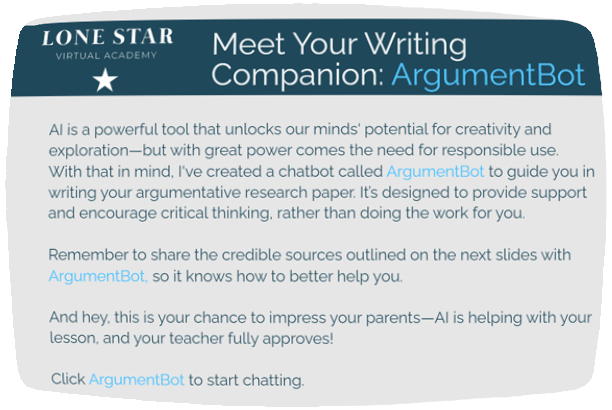 LONE STAR
VIRTUAL ACADEMY
Meet Your Writing
Companion: ArgumentBot
AI is a powerful tool that unlocks our minds' potential for creativity and
exploration—but with great power comes the need for responsible use.
With that in mind, I've created a chatbot called ArgumentBot to guide you in
writing your argumentative research paper. It's designed to provide support
and encourage critical thinking, rather than doing the work for you.
Remember to share the credible sources outlined on the next slides with
ArgumentBot, so it knows how to better help you.
And hey, this is your chance to impress your parents—AI is helping with your
lesson, and your teacher fully approves!
Click ArgumentBot to start chatting.